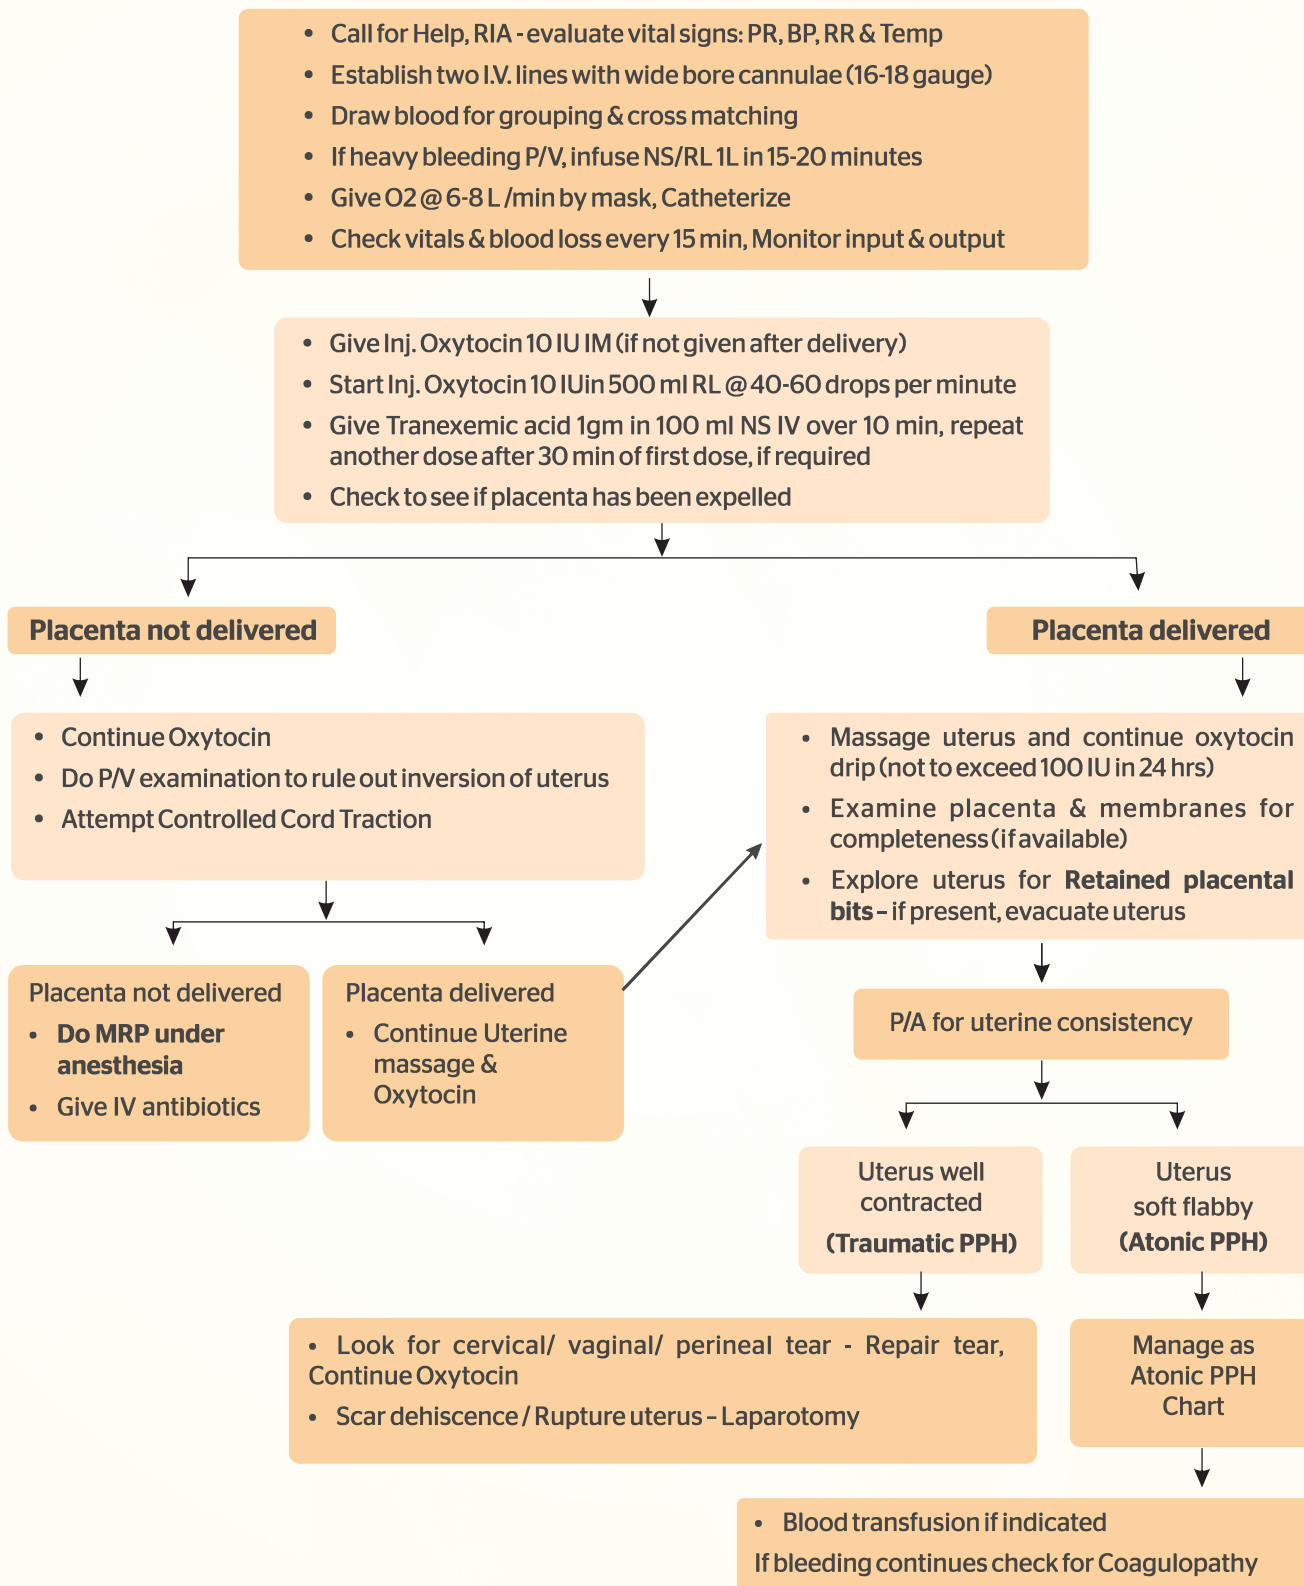 • Call for Help, RIA - evaluate vital signs: PR, BP, RR & Temp
• Establish two I.V. lines with wide bore cannulae (16-18 gauge)
• Draw blood for grouping & cross matching
• If heavy bleeding P/V, infuse NS/RL 1L in 15-20 minutes
• Give O2 @ 6-8 L /min by mask, Catheterize
• Check vitals & blood loss every 15 min, Monitor input & output
• Give Inj. Oxytocin 10 IU IM (if not given after delivery)
• Start Inj. Oxytocin 10 IUin 500 ml RL @ 40-60 drops per minute
• Give Tranexemic acid 1gm in 100 ml NS IV over 10 min, repeat
another dose after 30 min of first dose, if required
• Check to see if placenta has been expelled
Placenta not delivered
• Continue Oxytocin
• Do P/V examination to rule out inversion of uterus
• Attempt Controlled Cord Traction
Placenta not delivered
• Do MRP under
anesthesia
• Give IV antibiotics
Placenta delivered
• Continue Uterine
massage &
Oxytocin
Placenta delivered
• Massage uterus and continue oxytocin
drip (not to exceed 100 IU in 24 hrs)
• Examine placenta & membranes for
completeness (if available)
• Explore uterus for Retained placental
bits – if present, evacuate uterus
P/A for uterine consistency
Uterus well
contracted
(Traumatic PPH)
• Look for cervical/ vaginal/ perineal tear - Repair tear,
Continue Oxytocin
• Scar dehiscence / Rupture uterus – Laparotomy
Uterus
soft flabby
(Atonic PPH)
Manage as
Atonic PPH
Chart
• Blood transfusion if indicated
If bleeding continues check for Coagulopathy